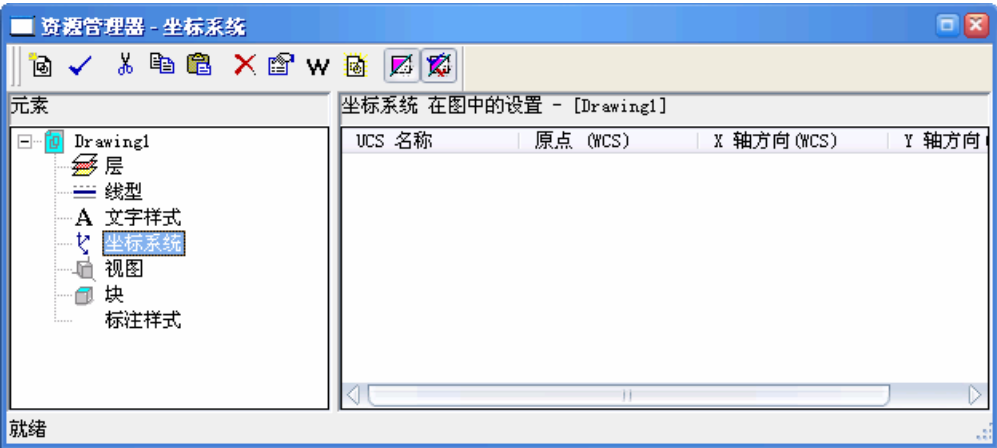 资源管理器 - 坐标系统
W
元素
坐标系统 在图中的设置 - [Drawing1]
Drawing1
层
线型
A 文字样式
坐标系统
视图
块
标注样式
UCS 名称 原点 (WCS) X 轴方向(WCS) Y 轴方向(
就绪